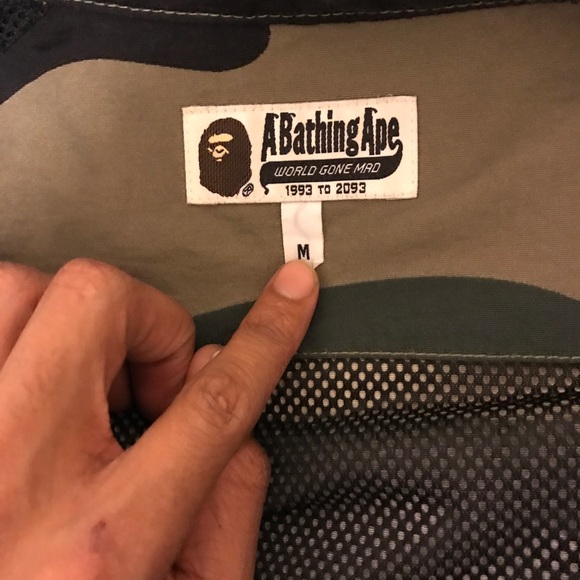 A Bathing Ape
WORLD GONE MAD
1993 TO 2093
M